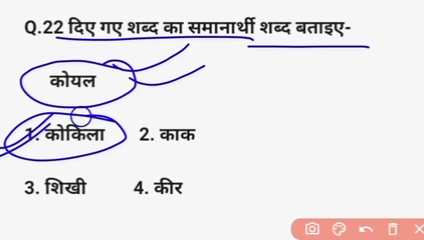 Q.22 दिए गए शब्द का समानार्थी शब्द बताइए-
कोयल
1. कोकिला 2. काक
3. शिखी 4. कीर